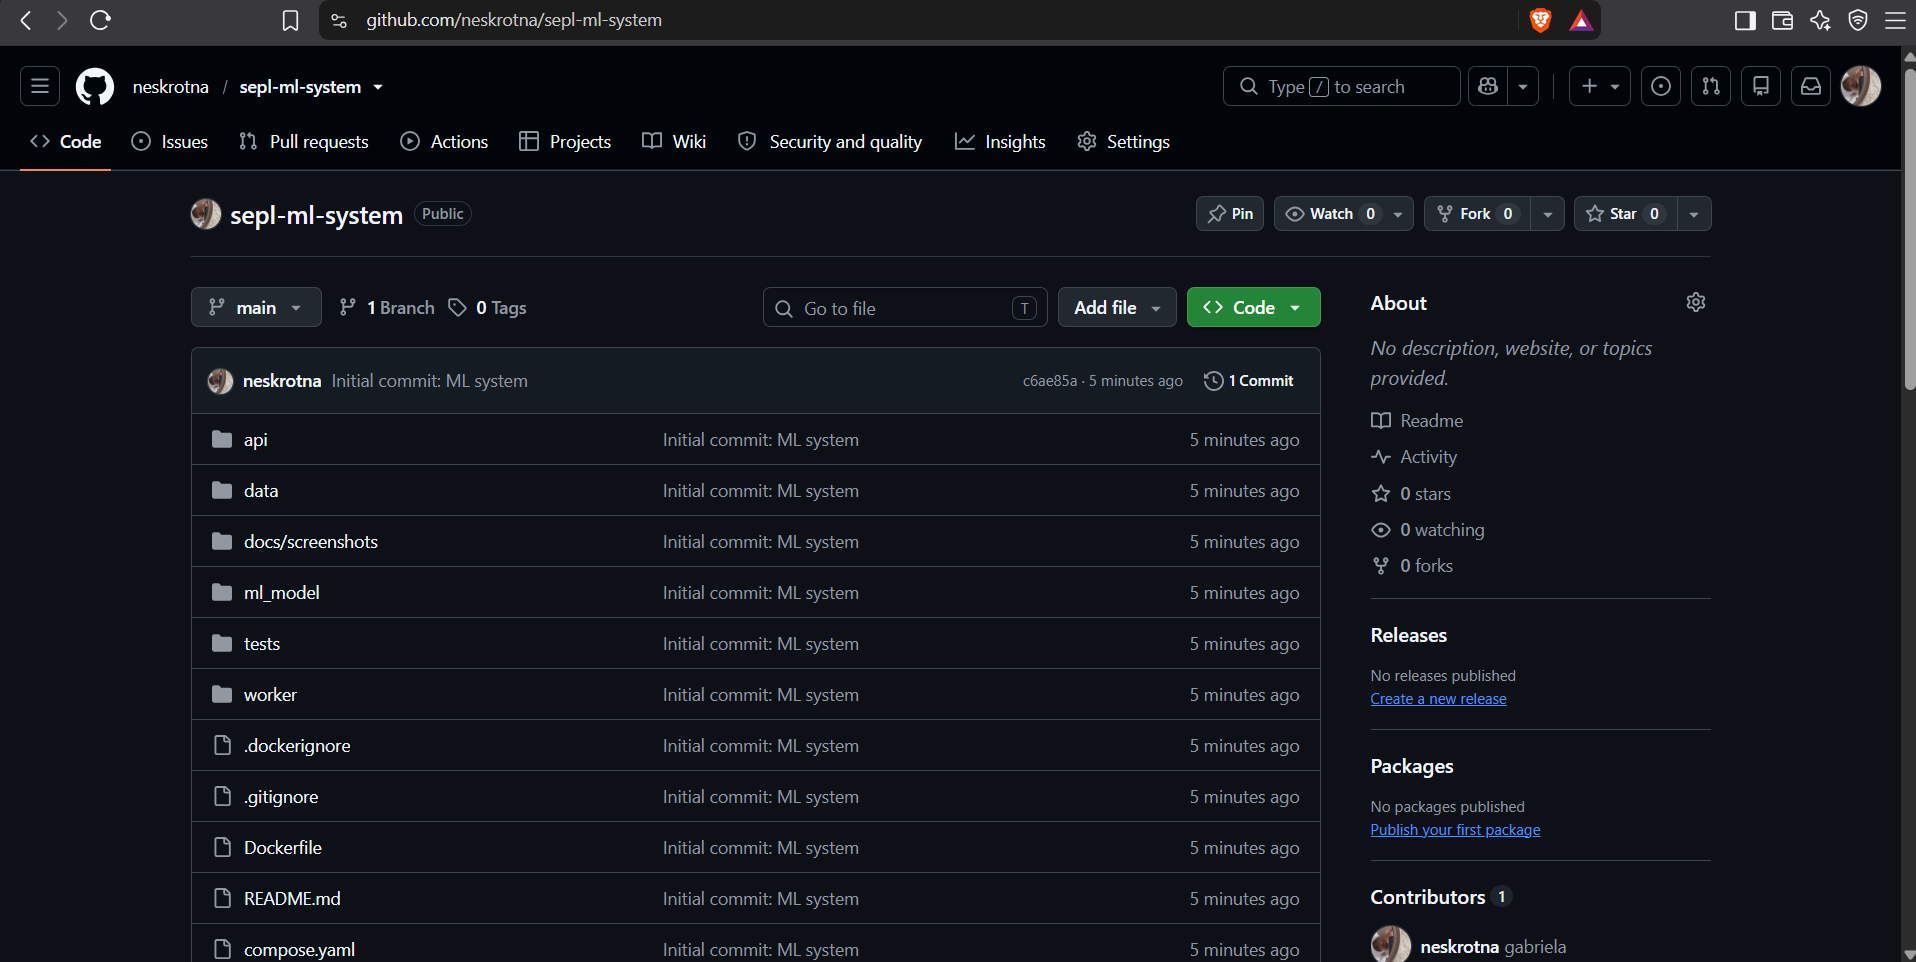 github.com/neskrotna/sepl-ml-system
neskrotna / sepl-ml-system
Type / to search
Code Issues Pull requests Actions Projects Wiki Security and quality Insights Settings
sepl-ml-system Public
Pin Watch 0 Fork 0 Star 0
main 1 Branch 0 Tags Go to file T Add file Code
neskrotna Initial commit: ML system c6ae85a · 5 minutes ago 1 Commit
api Initial commit: ML system 5 minutes ago
data Initial commit: ML system 5 minutes ago
docs/screenshots Initial commit: ML system 5 minutes ago
ml_model Initial commit: ML system 5 minutes ago
tests Initial commit: ML system 5 minutes ago
worker Initial commit: ML system 5 minutes ago
.dockerignore Initial commit: ML system 5 minutes ago
.gitignore Initial commit: ML system 5 minutes ago
Dockerfile Initial commit: ML system 5 minutes ago
README.md Initial commit: ML system 5 minutes ago
compose.yaml Initial commit: ML system 5 minutes ago
About
No description, website, or topics
provided.
Readme
Activity
0 stars
0 watching
0 forks
Releases
No releases published
Create a new release
Packages
No packages published
Publish your first package
Contributors 1
neskrotna gabriela